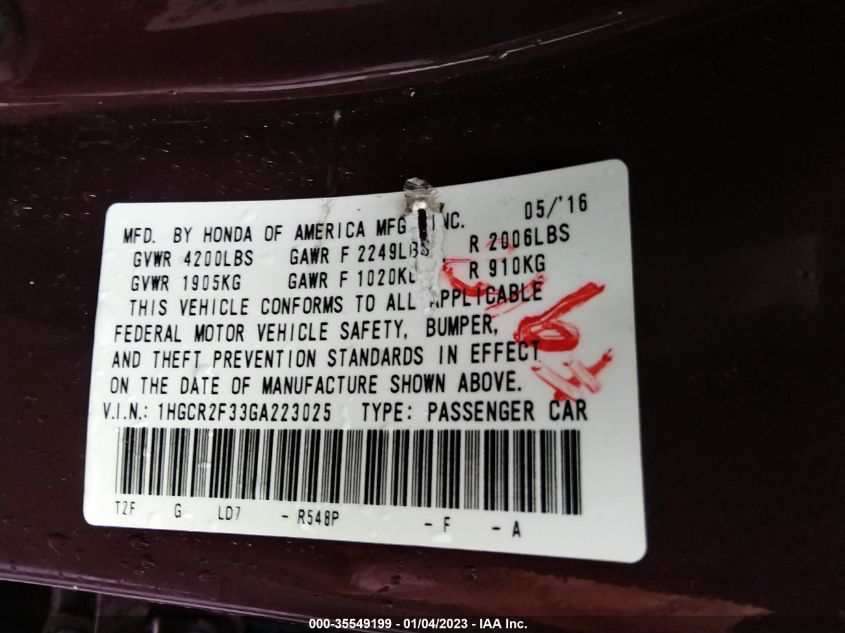 MFD. BY HONDA OF AMERICA MFG INC. 05/'16
GVWR 4200LBS GAWR F 2249LBS R 2006LBS
GVWR 1905KG GAWR F 1020KG R 910KG
THIS VEHICLE CONFORMS TO ALL APPLICABLE
FEDERAL MOTOR VEHICLE SAFETY, BUMPER,
AND THEFT PREVENTION STANDARDS IN EFFECT
ON THE DATE OF MANUFACTURE SHOWN ABOVE.
V.I.N.: 1HGCR2F33GA223025 TYPE: PASSENGER CAR
T2F G LD7 - R548P - F - A
000-35549199 - 01/04/2023 - IAA Inc.